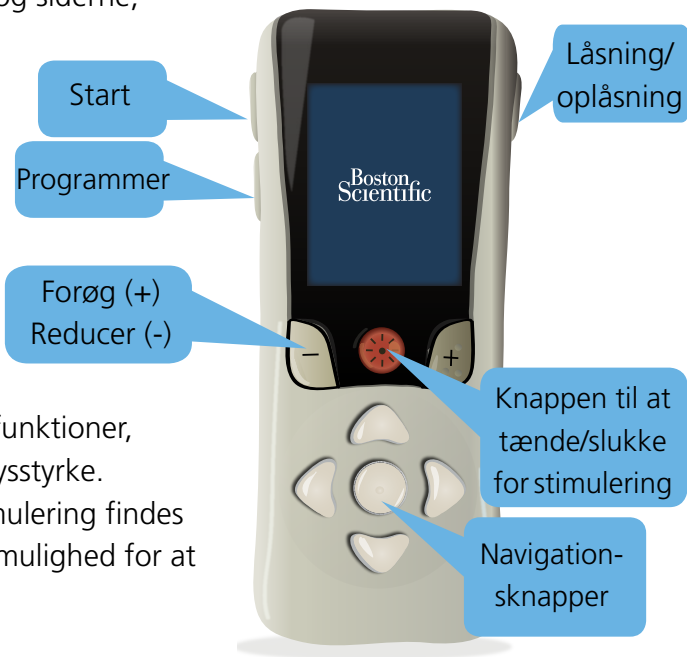 og siderne,
Start
Låsning/
oplåsning
Programmer
Boston
Scientific
Forøg (+)
Reducer (-)
−
+
funktioner,
ysstyrke.
mulering findes
mulighed for at
Knappen til at
tænde/slukke
for stimulering
Navigation-
sknapper